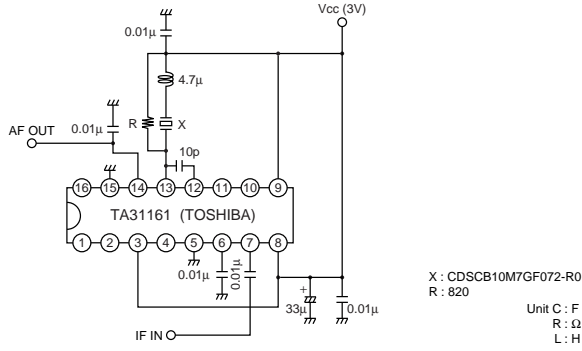 Vcc (3V)
0.01μ
4.7μ
R
X
AF OUT
0.01μ
10p
16 15 14 13 12 11 10 9
TA31161 (TOSHIBA)
1 2 3 4 5 6 7 8
0.01μ
0.01μ
+
33μ
0.01μ
IF IN
X : CDSCB10M7GF072-R0
R : 820
Unit C : F
R : Ω
L : H